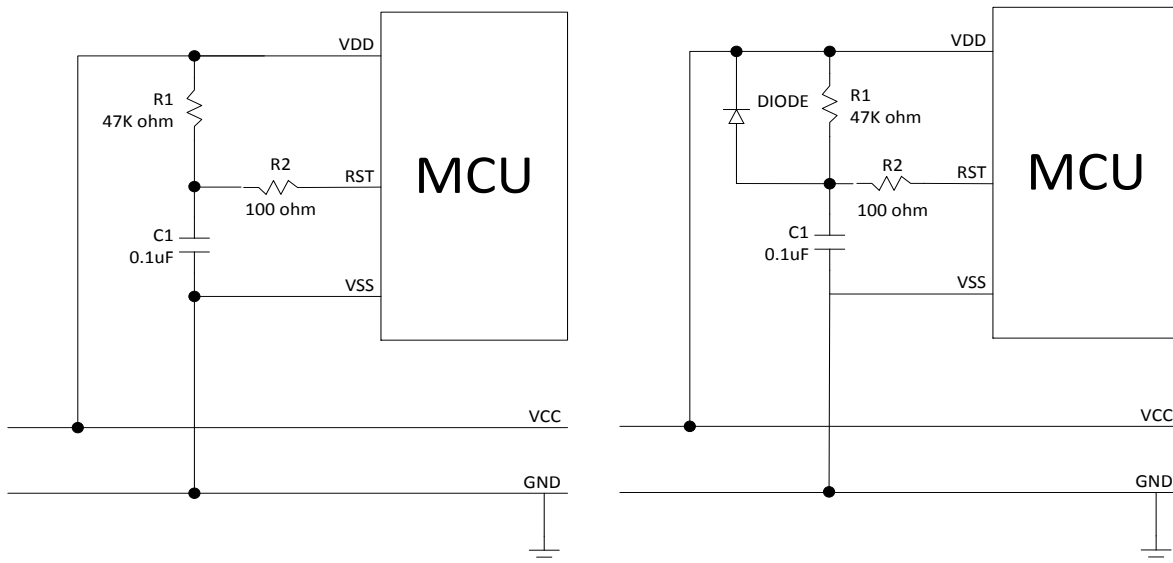 VDD
R1
47K ohm
R2
RST
100 ohm
MCU
C1
0.1uF
VSS
VCC
GND
VDD
DIODE
R1
47K ohm
R2
RST
100 ohm
MCU
C1
0.1uF
VSS
VCC
GND